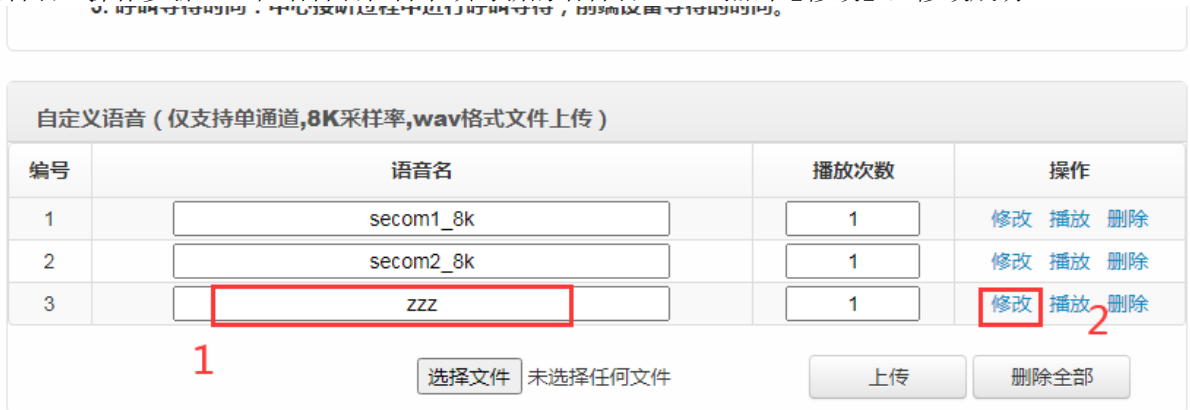 自定义语音（仅支持单通道,8K采样率,wav格式文件上传）
编号 语音名 播放次数 操作
1 secom1_8k 1 修改 播放 删除
2 secom2_8k 1 修改 播放 删除
3 zzz 1 修改 播放 删除
1 2
选择文件 未选择任何文件 上传 删除全部